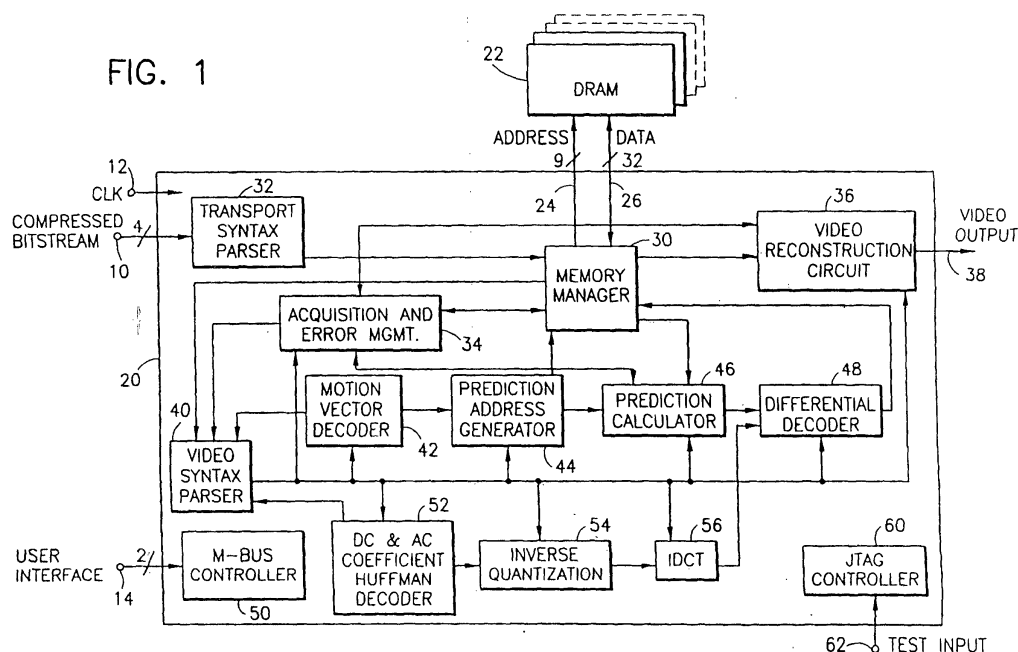 FIG. 1
22
DRAM
ADDRESS
DATA
9
32
12
CLK
COMPRESSED
BITSTREAM
4
10
32
TRANSPORT
SYNTAX
PARSER
24
26
30
MEMORY
MANAGER
36
VIDEO
RECONSTRUCTION
CIRCUIT
VIDEO
OUTPUT
38
ACQUISITION AND
ERROR MGMT.
34
20
40
VIDEO
SYNTAX
PARSER
MOTION
VECTOR
DECODER
42
PREDICTION
ADDRESS
GENERATOR
44
46
PREDICTION
CALCULATOR
48
DIFFERENTIAL
DECODER
USER
INTERFACE
2
14
M-BUS
CONTROLLER
50
52
DC & AC
COEFFICIENT
HUFFMAN
DECODER
54
INVERSE
QUANTIZATION
56
IDCT
60
JTAG
CONTROLLER
62
TEST INPUT